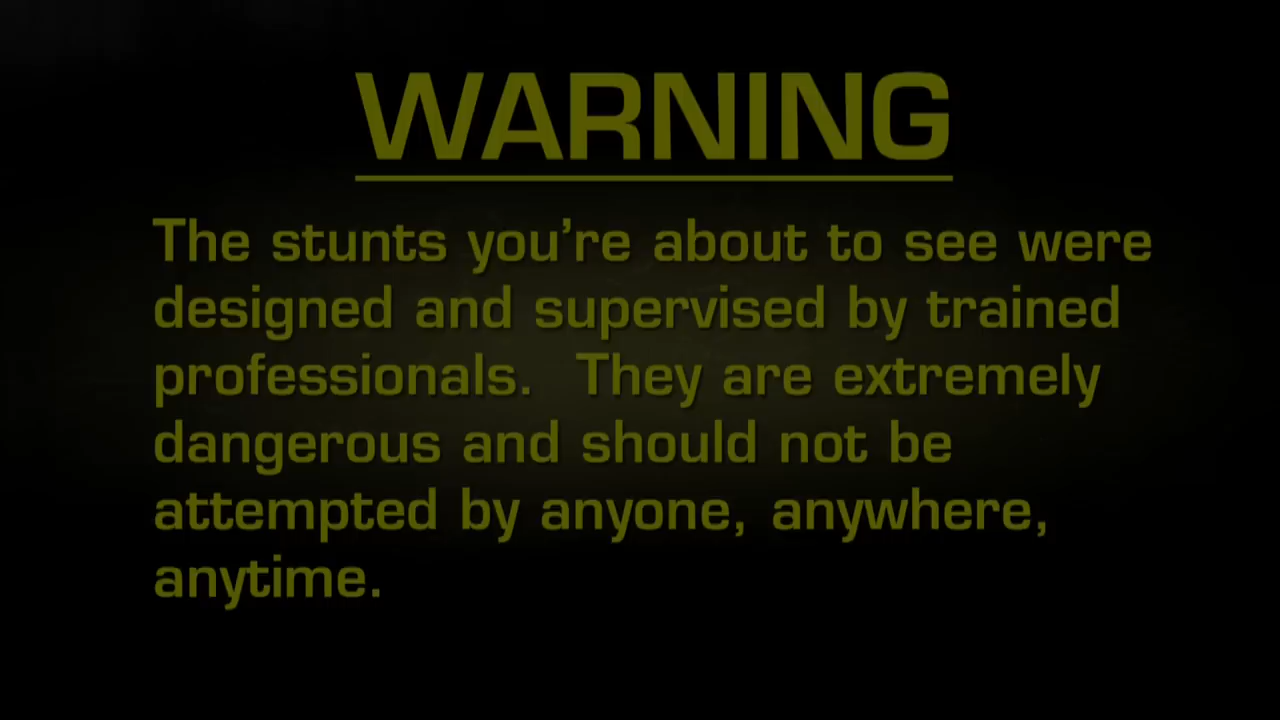 WARNING
The stunts you’re about to see were
designed and supervised by trained
professionals.  They are extremely
dangerous and should not be
attempted by anyone, anywhere,
anytime.